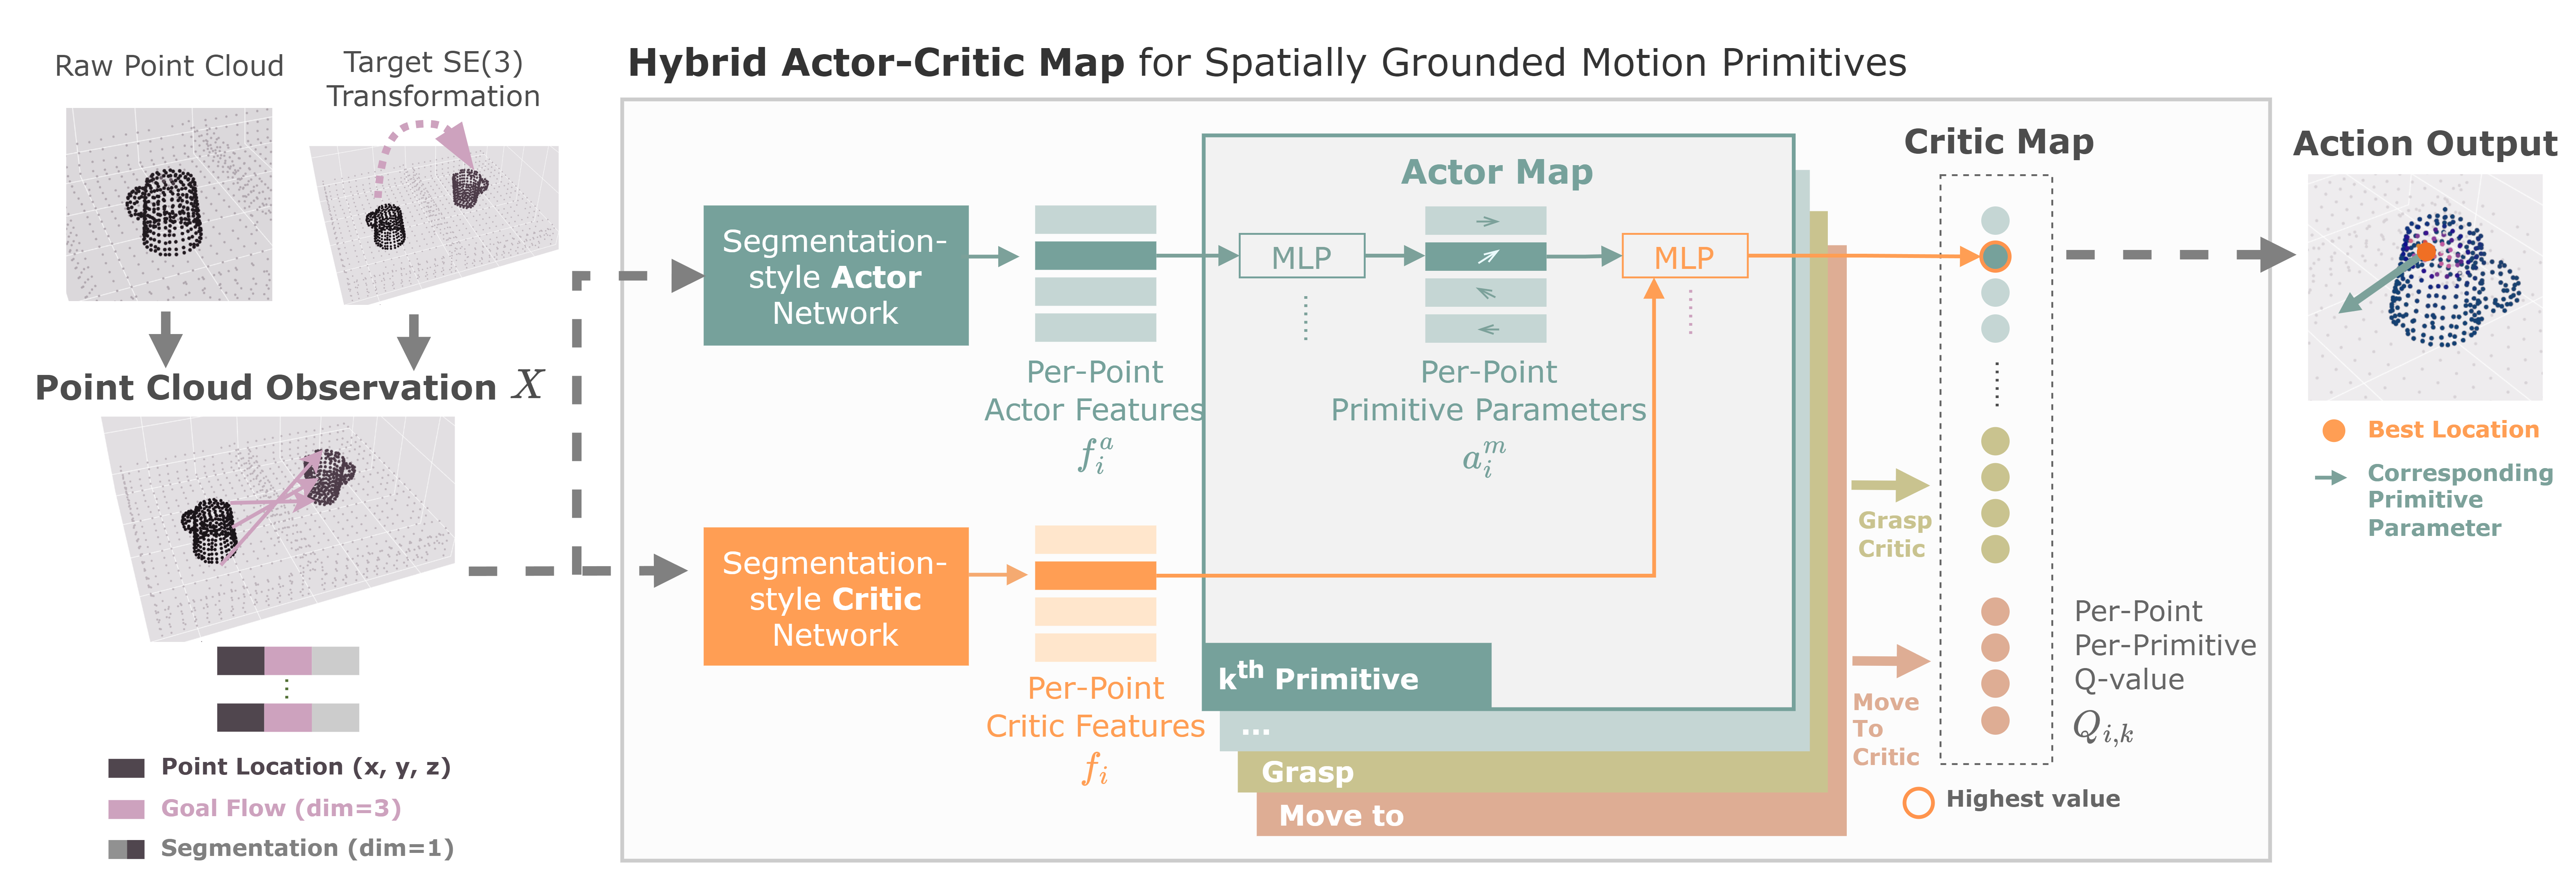 Raw Point Cloud
Target SE(3)
Transformation
Point Cloud Observation X
Point Location (x, y, z)
Goal Flow (dim=3)
Segmentation (dim=1)
Hybrid Actor-Critic Map for Spatially Grounded Motion Primitives
Segmentation-
style Actor
Network
Per-Point
Actor Features
f_i^a
Segmentation-
style Critic
Network
Per-Point
Critic Features
f_i
Actor Map
MLP
MLP
Per-Point
Primitive Parameters
a_i^m
k^th Primitive
...
Grasp
Move to
Grasp
Critic
Move
To
Critic
Critic Map
Per-Point
Per-Primitive
Q-value
Q_{i,k}
Highest value
Action Output
Best Location
Corresponding
Primitive
Parameter